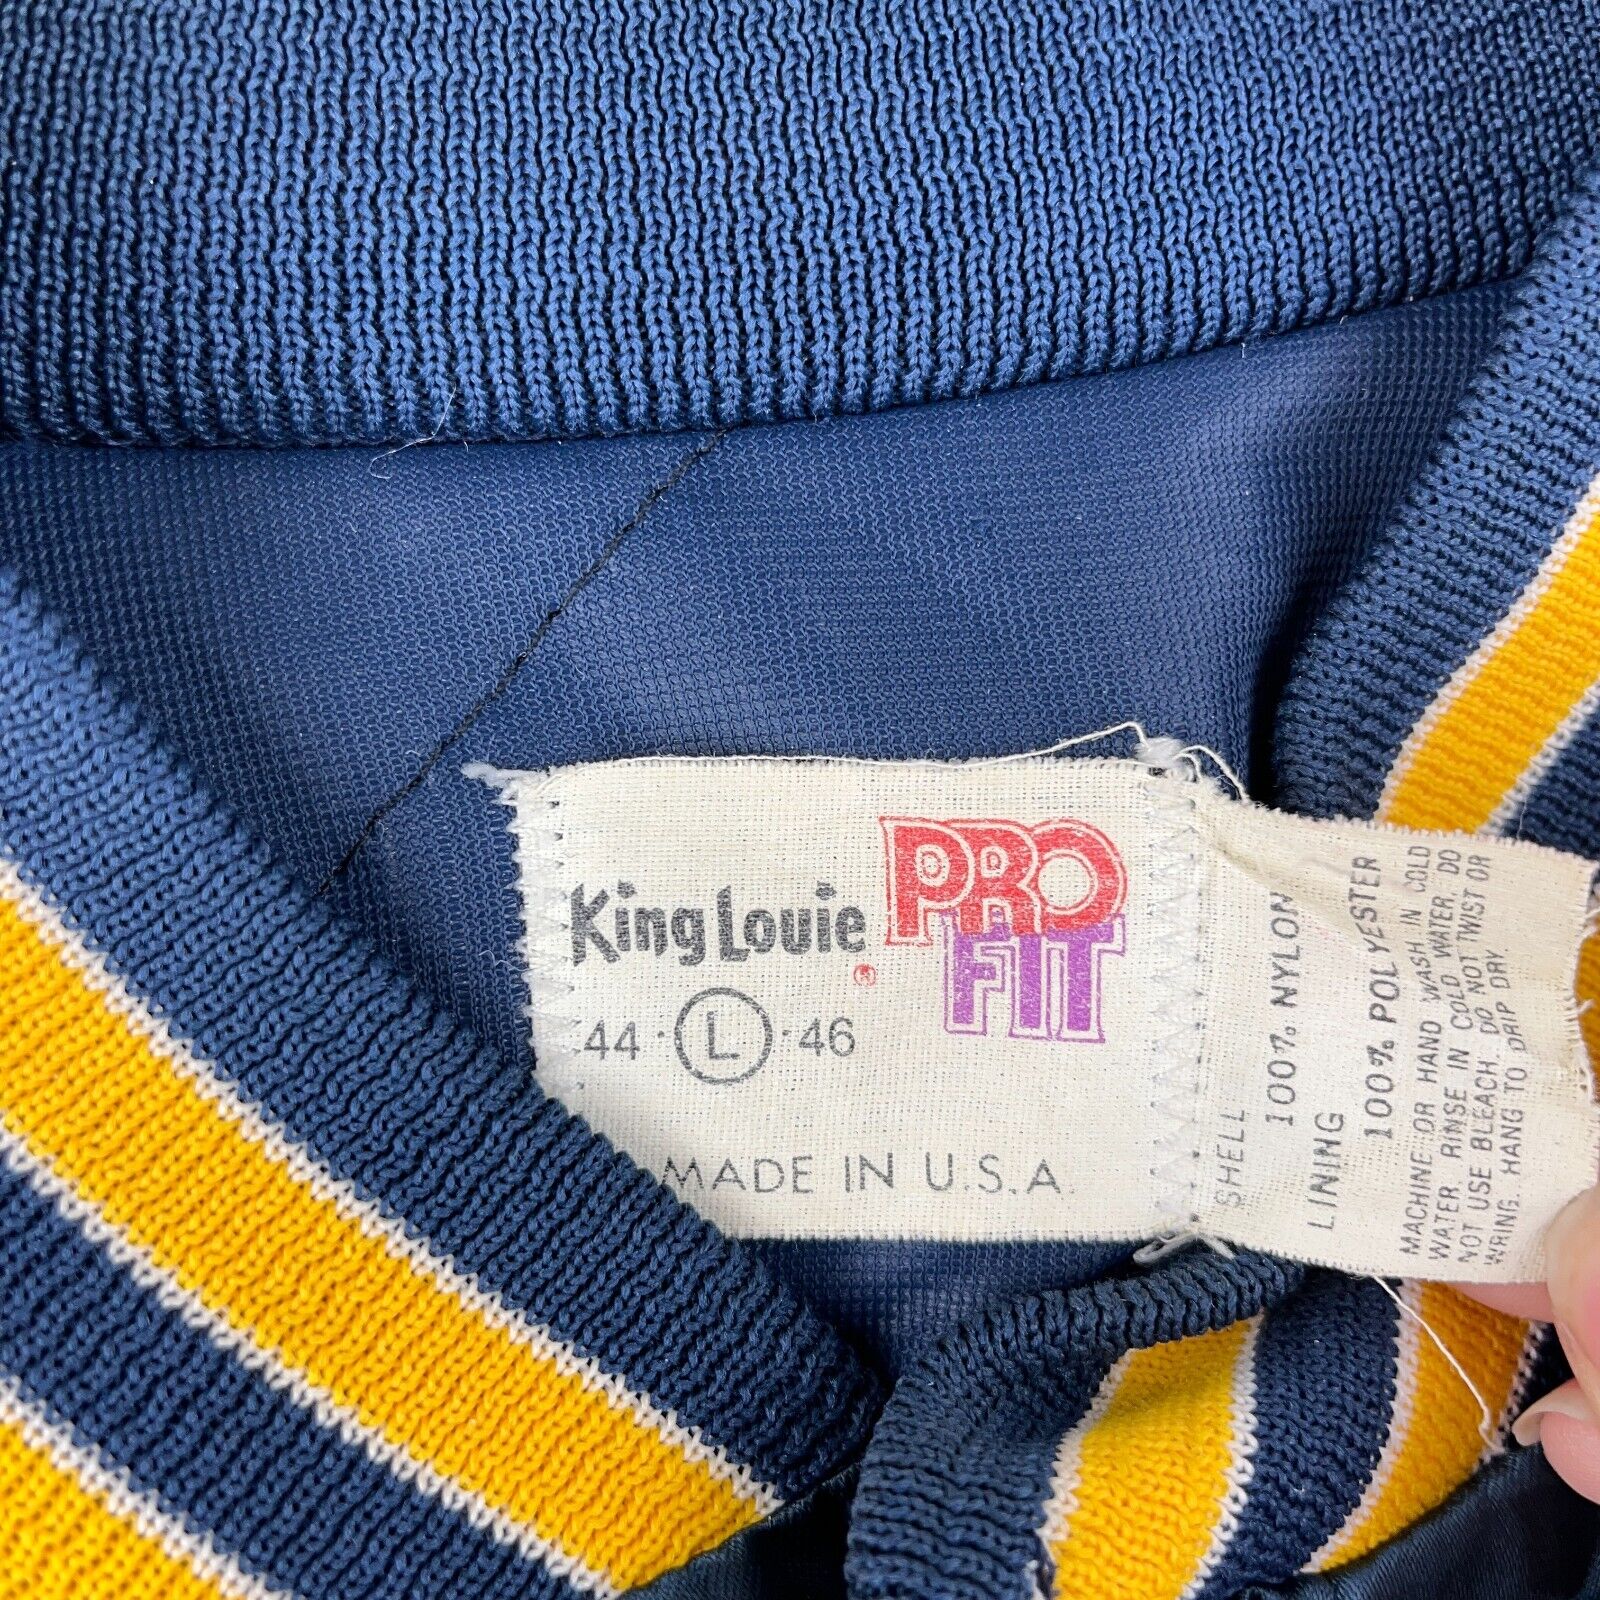 King Louie
®
PRO
FIT
44 · L · 46
MADE IN U.S.A.
SHELL
100% NYLON
LINING
100% POLYESTER
MACHINE OR HAND WASH IN COLD
WATER. RINSE IN COLD WATER. DO
NOT USE BLEACH. DO NOT TWIST OR
WRING. HANG TO DRIP DRY